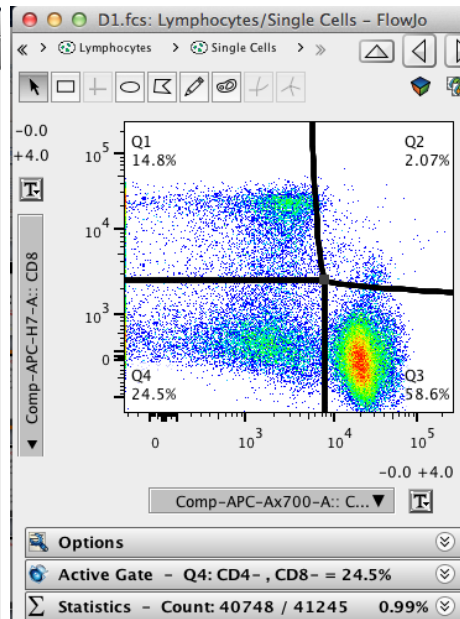 D1.fcs: Lymphocytes/Single Cells - FlowJo
« > Lymphocytes > Single Cells > »
-0.0
+4.0
T
Q1
14.8%
Q2
2.07%
10^5
10^4
10^3
0
Q4
24.5%
Q3
58.6%
Comp-APC-H7-A:: CD8
0 10^3 10^4 10^5
-0.0 +4.0
Comp-APC-Ax700-A:: C... ▼ T
Options
Active Gate - Q4: CD4- , CD8- = 24.5%
Σ Statistics - Count: 40748 / 41245 0.99%